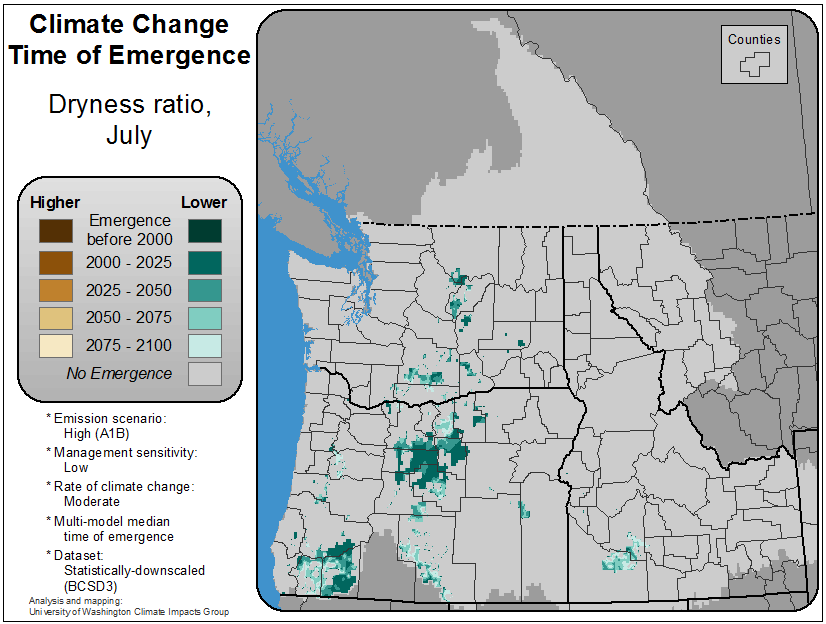 Climate Change
Time of Emergence
Dryness ratio,
July
Higher Lower
Emergence
before 2000
2000 - 2025
2025 - 2050
2050 - 2075
2075 - 2100
No Emergence
* Emission scenario:
High (A1B)
* Management sensitivity:
Low
* Rate of climate change:
Moderate
* Multi-model median
time of emergence
* Dataset:
Statistically-downscaled
(BCSD3)
Analysis and mapping:
University of Washington Climate Impacts Group
Counties